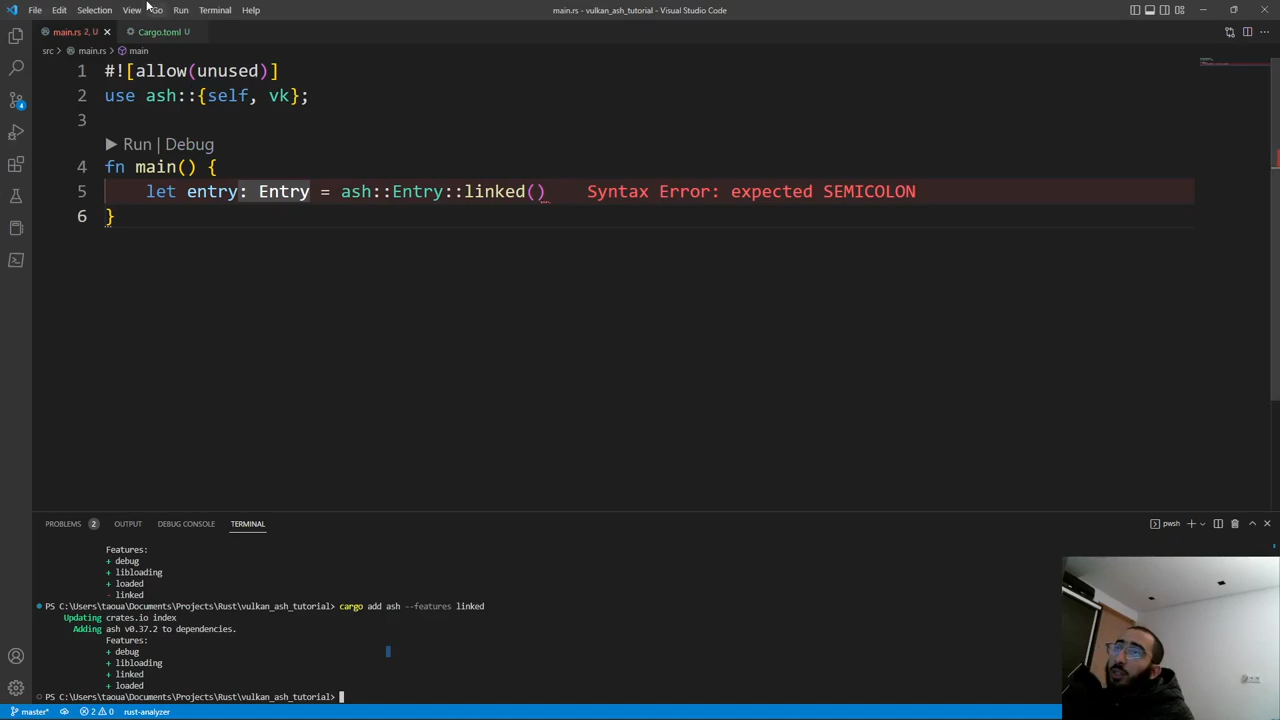 File Edit Selection View Go Run Terminal Help main.rs - vulkan_ash_tutorial - Visual Studio Code
main.rs 2, U Cargo.toml U
src > main.rs > main
1 #![allow(unused)]
2 use ash::{self, vk};
3
Run | Debug
4 fn main() {
5 let entry: Entry = ash::Entry::linked() Syntax Error: expected SEMICOLON
6 }
PROBLEMS 2 OUTPUT DEBUG CONSOLE TERMINAL pwsh
Features:
+ debug
+ libloading
+ loaded
- linked
PS C:\Users\taoua\Documents\Projects\Rust\vulkan_ash_tutorial> cargo add ash --features linked
Updating crates.io index
Adding ash v0.37.2 to dependencies.
Features:
+ debug
+ libloading
+ linked
+ loaded
PS C:\Users\taoua\Documents\Projects\Rust\vulkan_ash_tutorial>
4
master* 2 0 rust-analyzer